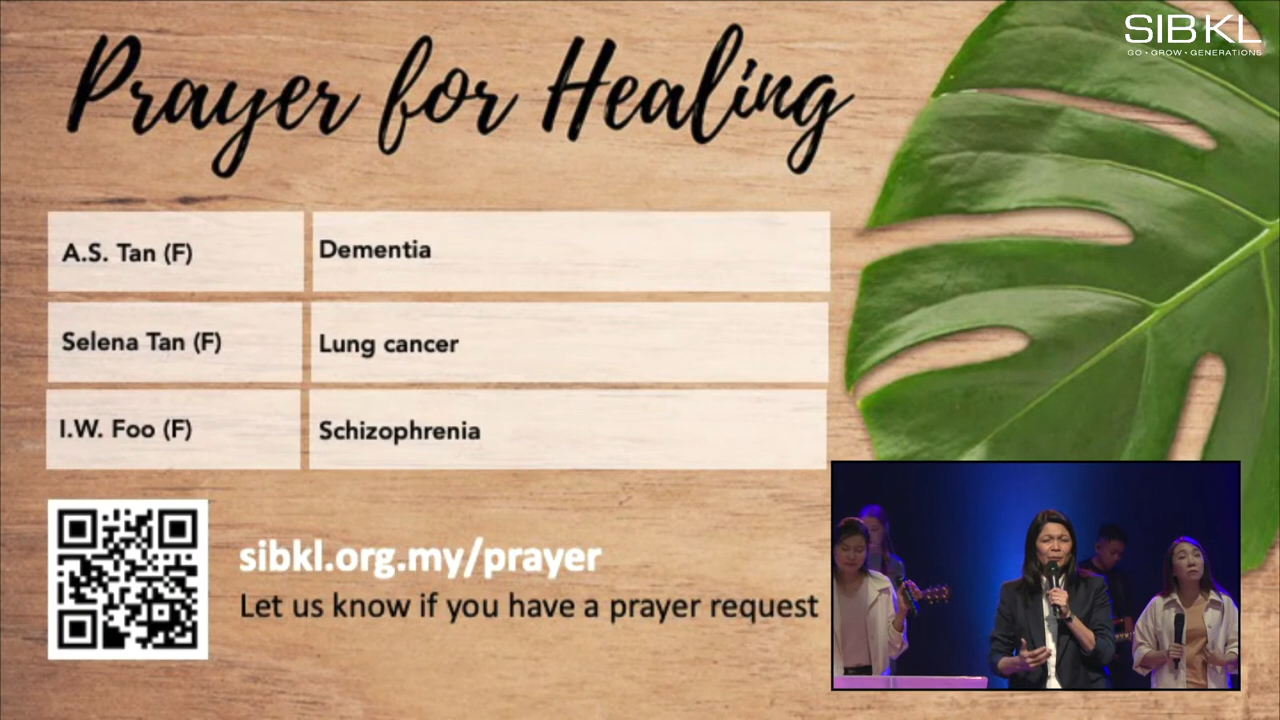 SIBKL
GO • GROW • GENERATIONS
Prayer for Healing
A.S. Tan (F) Dementia
Selena Tan (F) Lung cancer
I.W. Foo (F) Schizophrenia
sibkl.org.my/prayer
Let us know if you have a prayer request